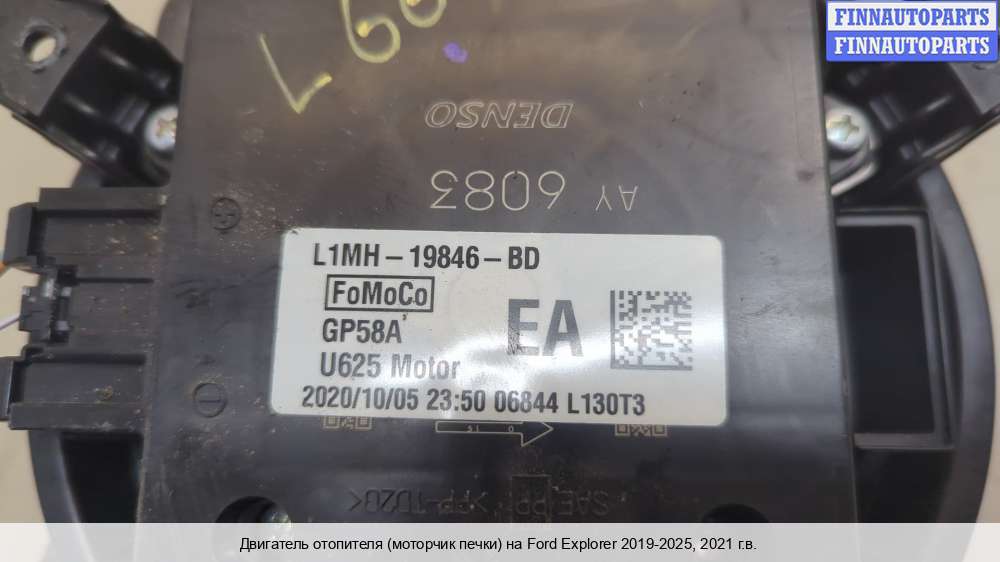 FINNAUTOPARTS
FINNAUTOPARTS
DENSO
AY 6083
L1MH-19846-BD
FoMoCo
GP58A
EA
U625 Motor
2020/10/05 23:50 06844 L130T3
Двигатель отопителя (моторчик печки) на Ford Explorer 2019-2025, 2021 г.в.